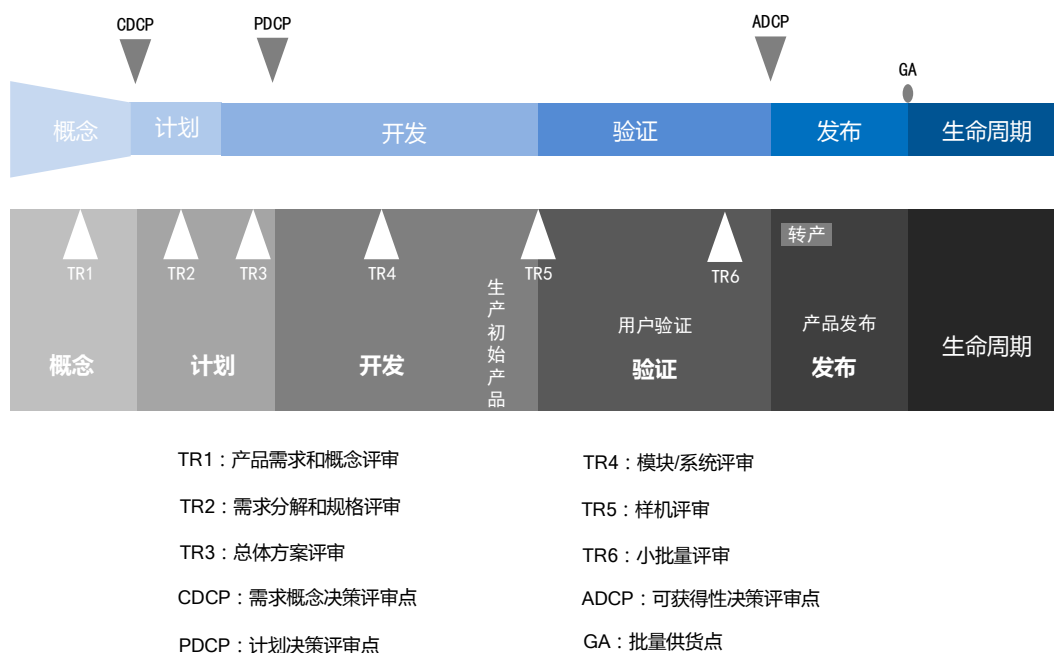 CDCP
PDCP
ADCP
GA
概念
计划
开发
验证
发布
生命周期
TR1
TR2
TR3
TR4
TR5
TR6
转产
生产初始产品
用户验证
产品发布
概念
计划
开发
验证
发布
生命周期
TR1：产品需求和概念评审
TR2：需求分解和规格评审
TR3：总体方案评审
CDCP：需求概念决策评审点
PDCP：计划决策评审点
TR4：模块/系统评审
TR5：样机评审
TR6：小批量评审
ADCP：可获得性决策评审点
GA：批量供货点